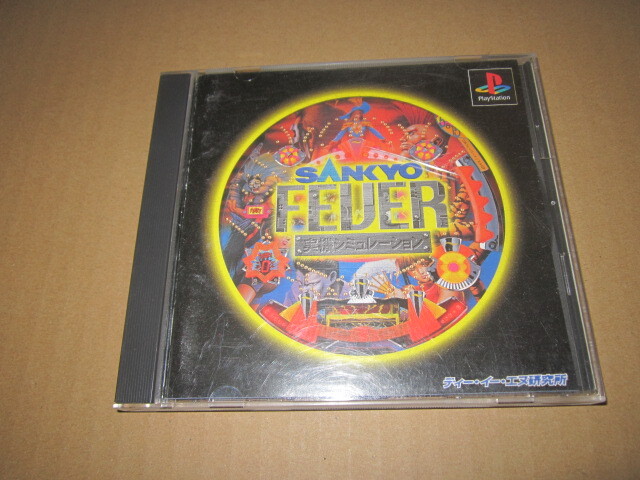 PlayStation
SANKYO
FEVER
実機シミュレーション
ティー・イー・エヌ研究所